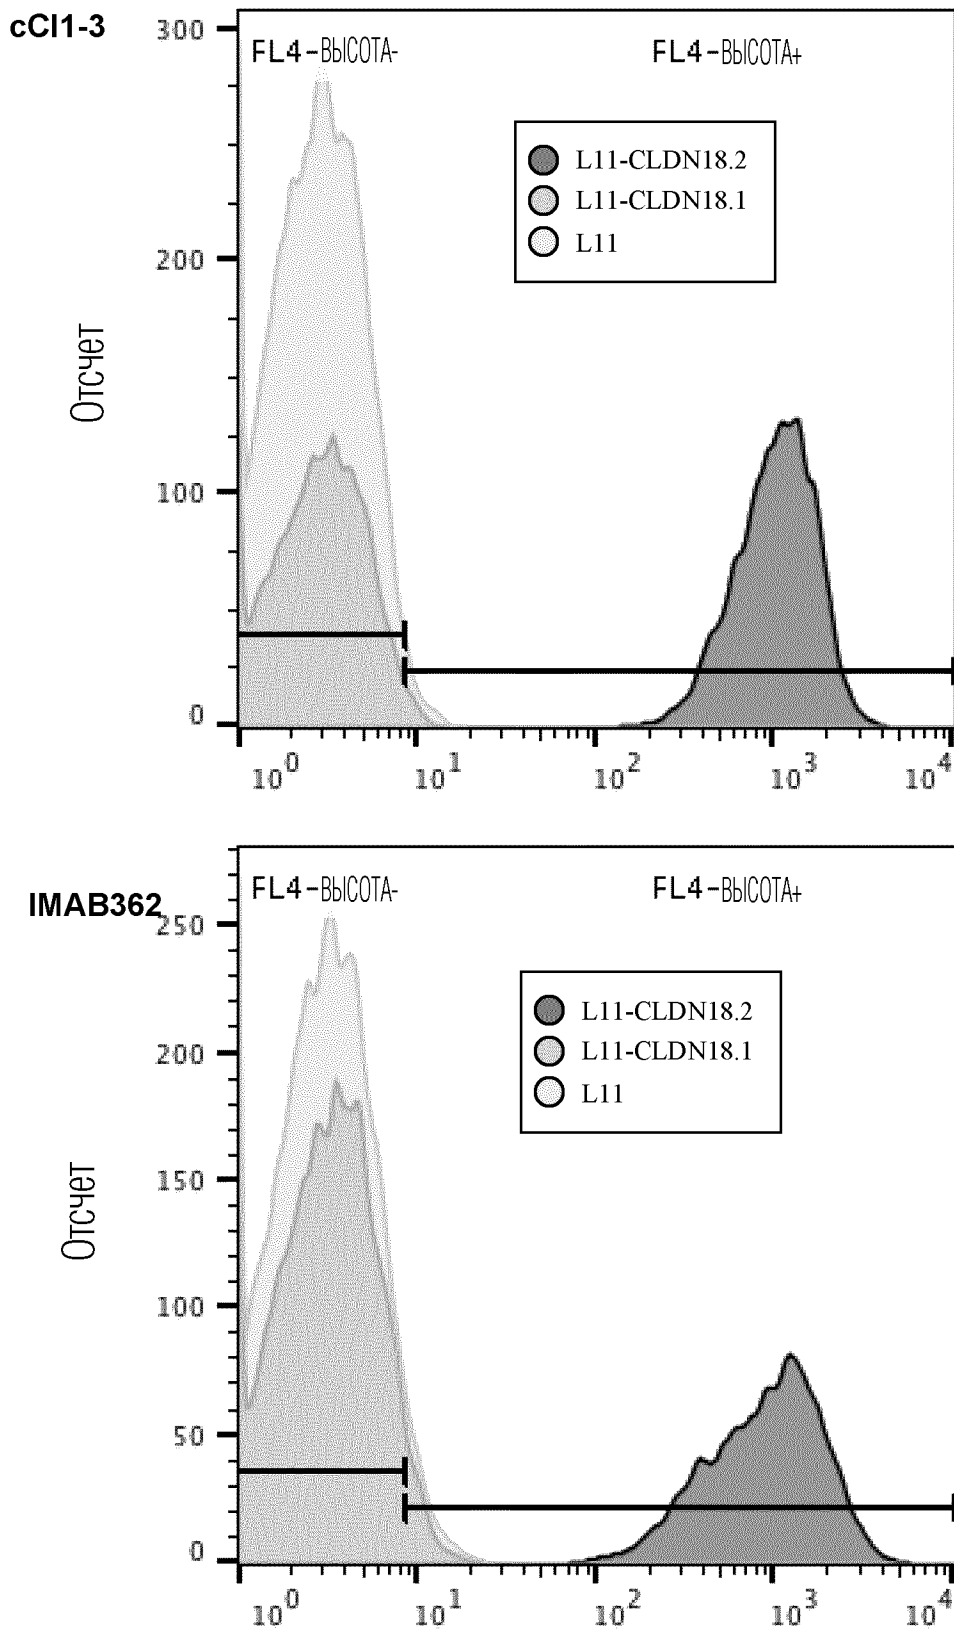 cCl1-3
300
FL4-ВЫСОТА-
FL4-ВЫСОТА+
L11-CLDN18.2
L11-CLDN18.1
L11
200
Отсчет
100
0
10^0 10^1 10^2 10^3 10^4
IMAB362
FL4-ВЫСОТА-
FL4-ВЫСОТА+
250
L11-CLDN18.2
L11-CLDN18.1
L11
200
Отсчет
150
100
50
0
10^0 10^1 10^2 10^3 10^4